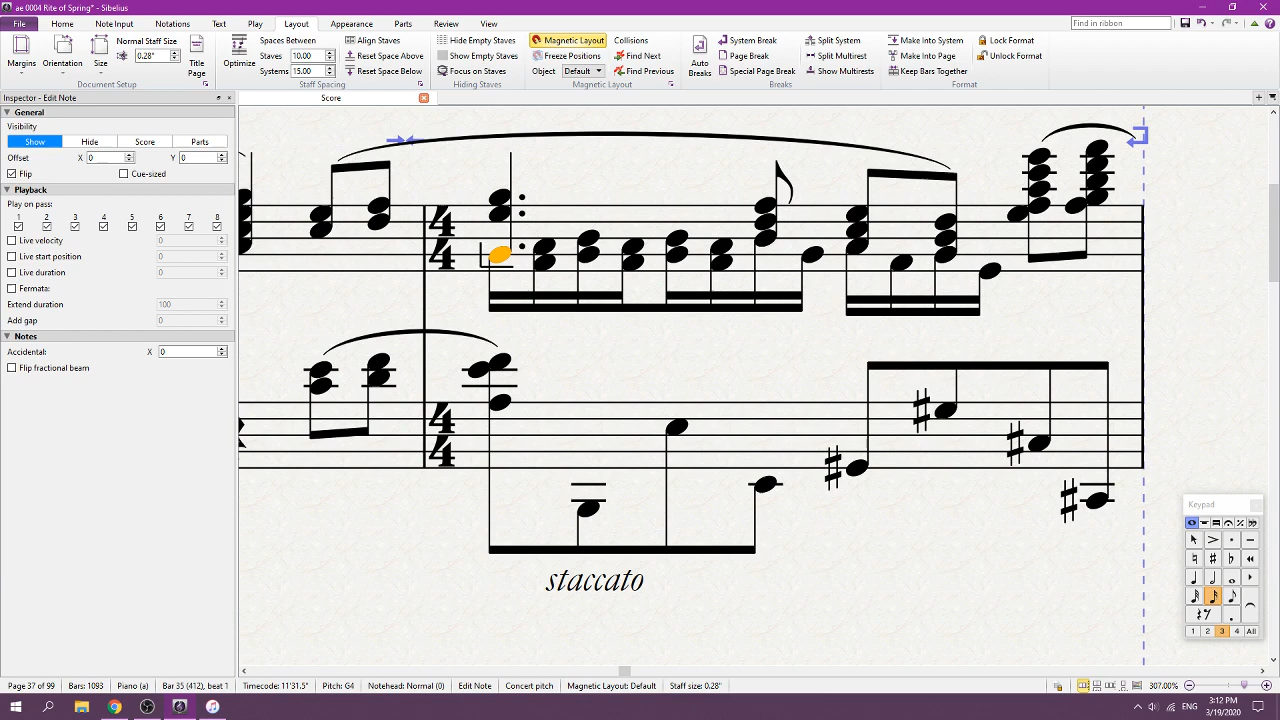 ae 0004 Rite of Spring* - Sibelius
File Home Note Input Notations Text Play Layout Appearance Parts Review View
Find in ribbon
Margins Orientation Size Normal Staff Size 0.28" Title Page
Document Setup
Optimize Spaces Between Staves 10.00 Systems 15.00 Align Staves Reset Space Above Reset Space Below
Staff Spacing
Hide Empty Staves Show Empty Staves Focus on Staves
Hiding Staves
Magnetic Layout Freeze Positions Object Default Collisions Find Next Find Previous
Magnetic Layout
Auto Breaks System Break Page Break Special Page Break Split System Split Multirest Show Multirests
Breaks
Make Into System Make Into Page Keep Bars Together Lock Format Unlock Format
Format
Inspector - Edit Note
Score
General
Visibility
Show Hide Score Parts
Offset X 0 Y 0
Flip Cue-sized
Playback
Play on pass:
1 2 3 4 5 6 7 8
Live velocity 0
Live start position 0
Live duration 0
Fermata:
Extend duration 100
Add gap 0
Notes
Accidental: X 0
Flip fractional beam
4
4
4
4
staccato
Keypad
1 2 3 4 All
Page 37 of 99 Bars: 1093 Piano (a) Bar 35 (412), beat 1 Timecode: 11'31.5" Pitch: G4 Notehead: Normal (0) Edit Note Concert pitch Magnetic Layout: Default Staff size: 0.28" 307.00%
ENG
3:12 PM
3/19/2020